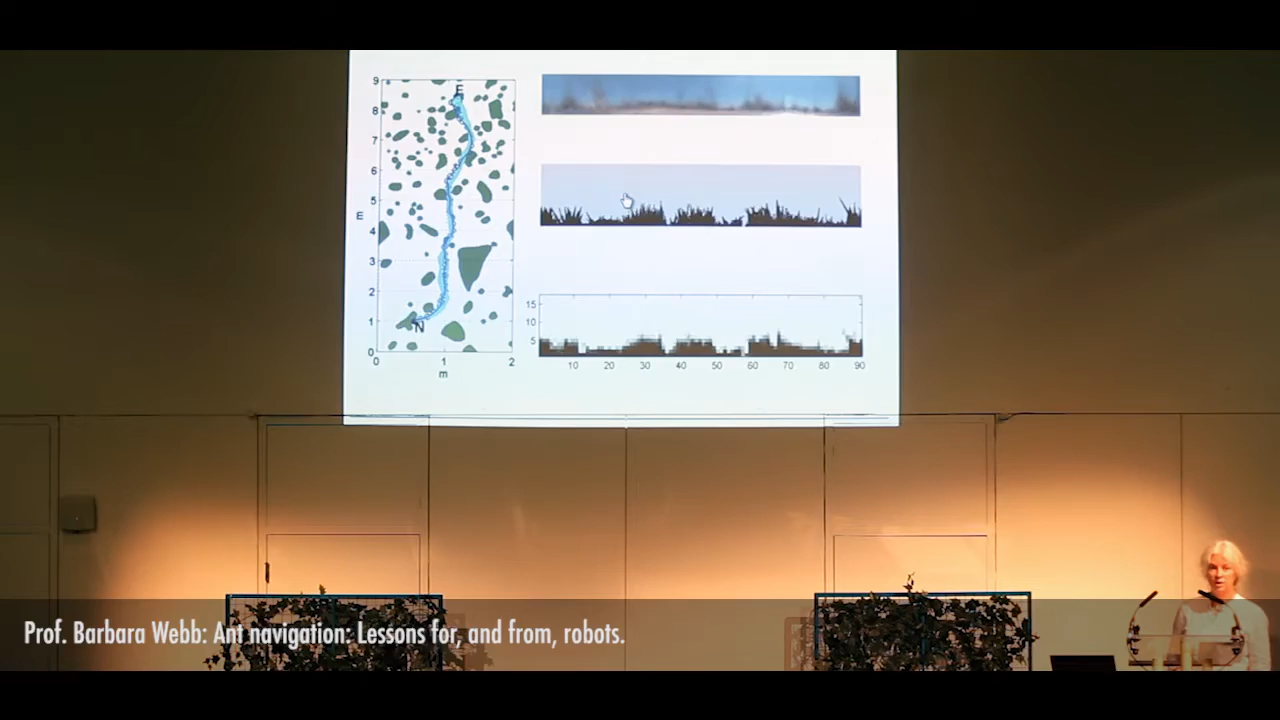 9
8
7
6
5
4
3
2
1
0
E
F
N
0 1 2
m
15
10
5
10 20 30 40 50 60 70 80 90
Prof. Barbara Webb: Ant navigation: Lessons for, and from, robots.